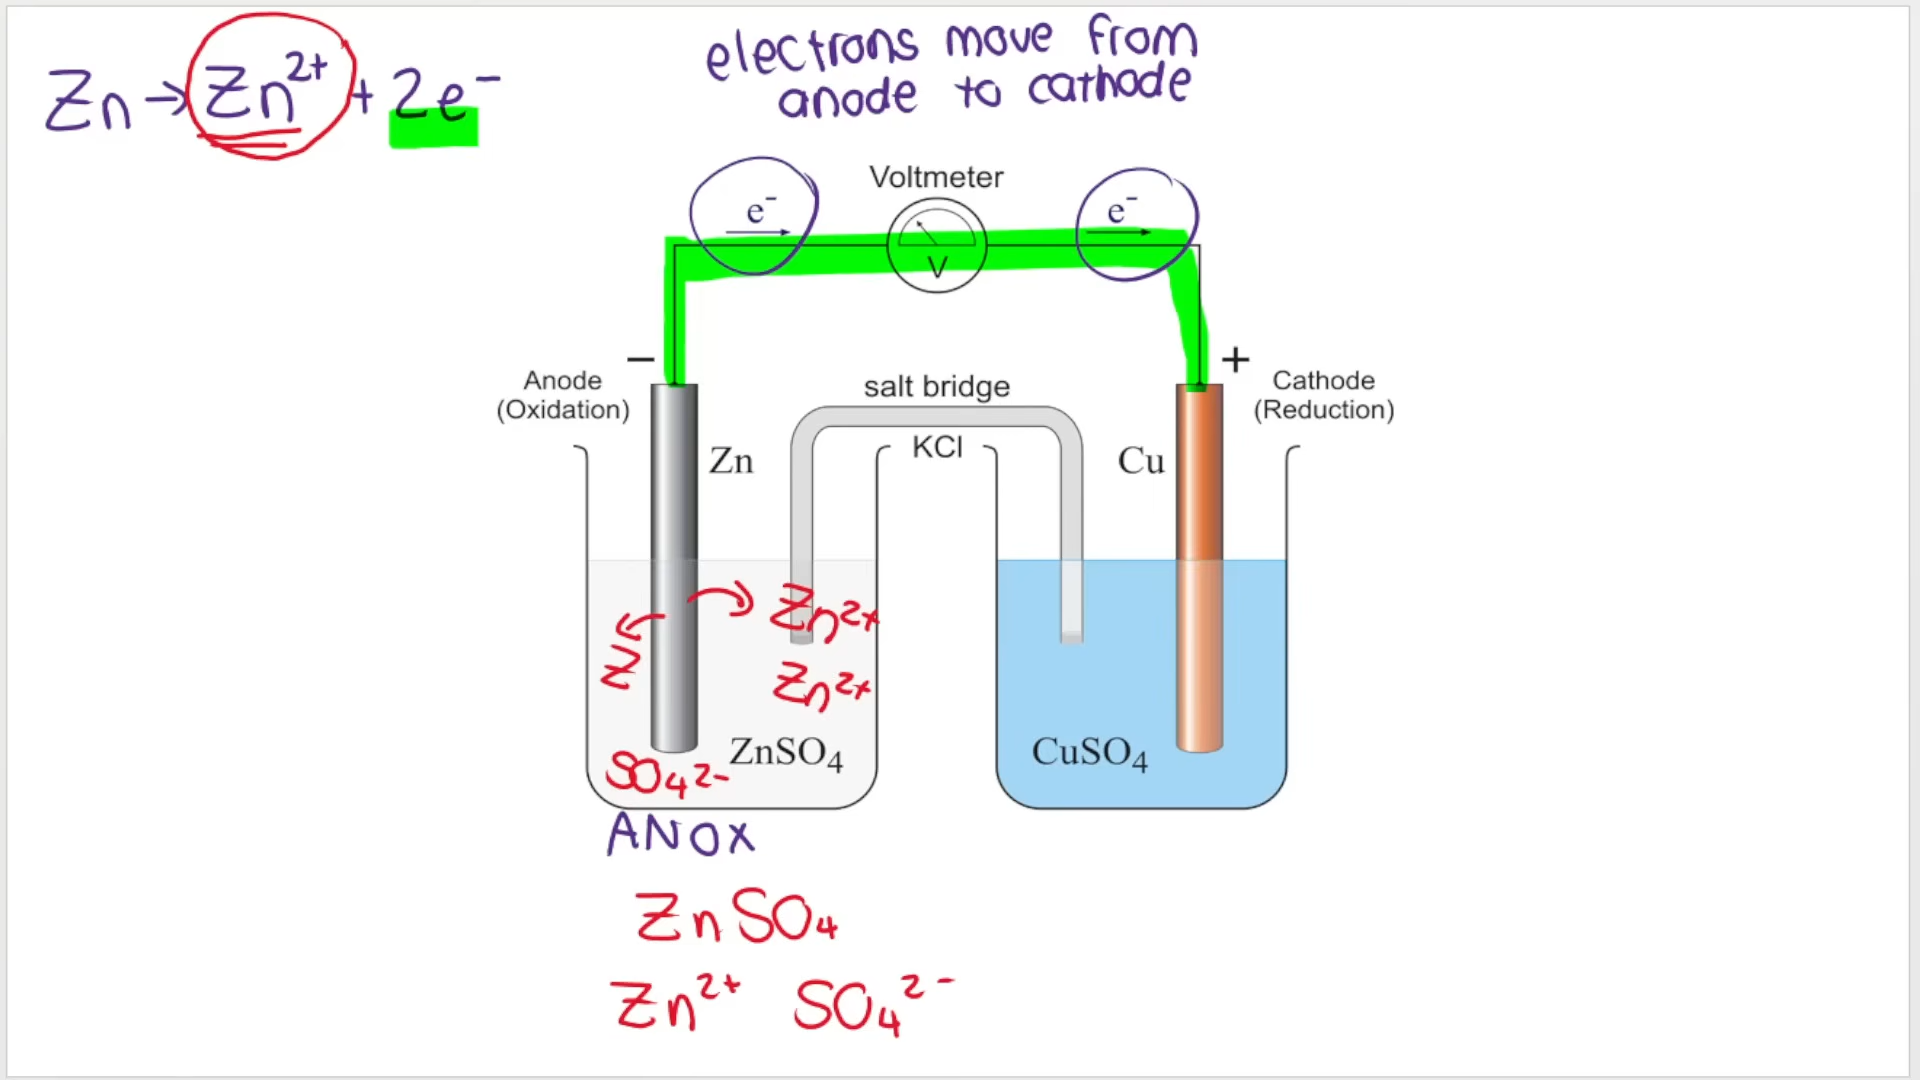 Zn → Zn²⁺ + 2e⁻
electrons move from
anode to cathode
Voltmeter
e⁻
e⁻
V
−
+
Anode
(Oxidation)
salt bridge
Cathode
(Reduction)
KCl
Zn
Cu
Zn²⁺
Z
Zn²⁺
ZnSO₄
CuSO₄
SO₄²⁻
ANOX
ZnSO₄
Zn²⁺ SO₄²⁻